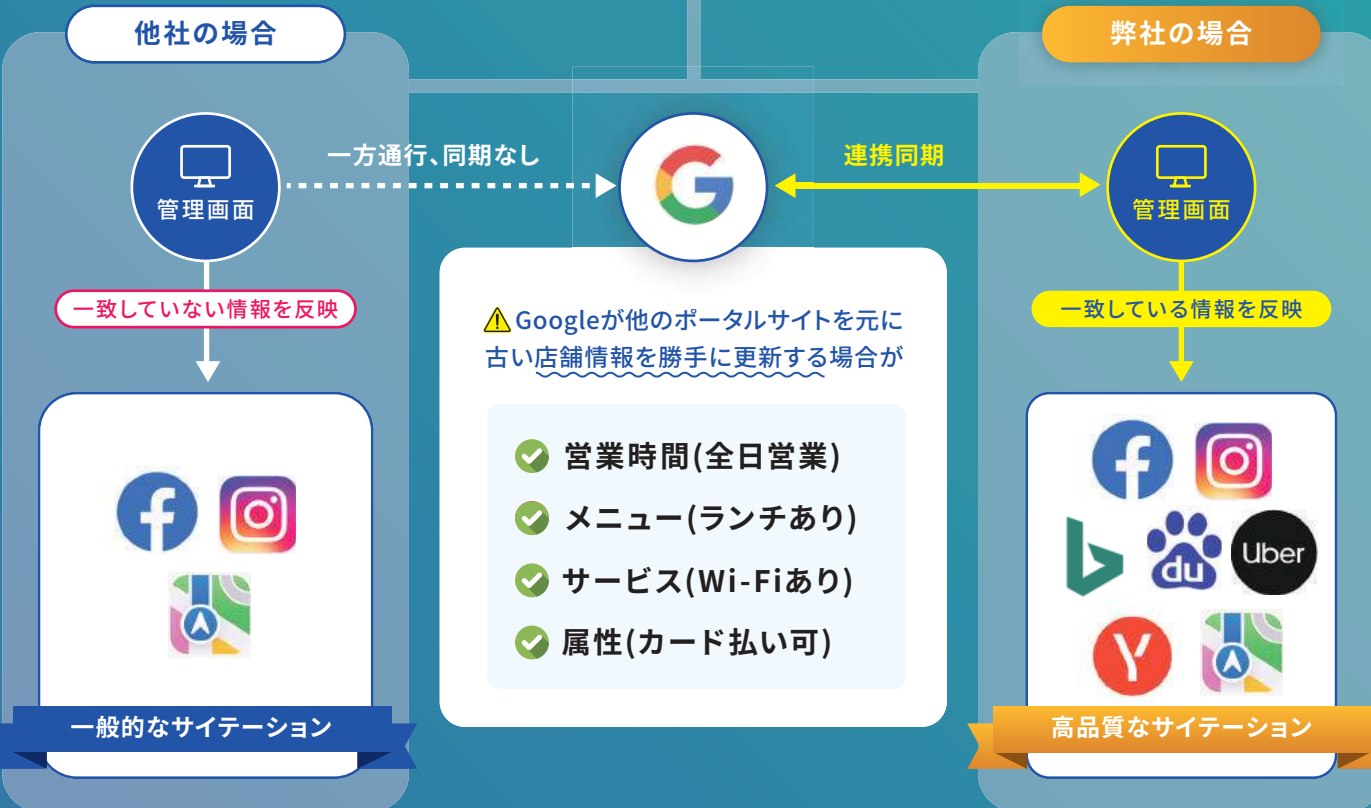 他社の場合
弊社の場合
管理画面
一方通行、同期なし
連携同期
管理画面
一致していない情報を反映
一致している情報を反映
Googleが他のポータルサイトを元に
古い店舗情報を勝手に更新する場合が
営業時間(全日営業)
メニュー(ランチあり)
サービス(Wi-Fiあり)
属性(カード払い可)
du
Uber
一般的なサイテーション
高品質なサイテーション